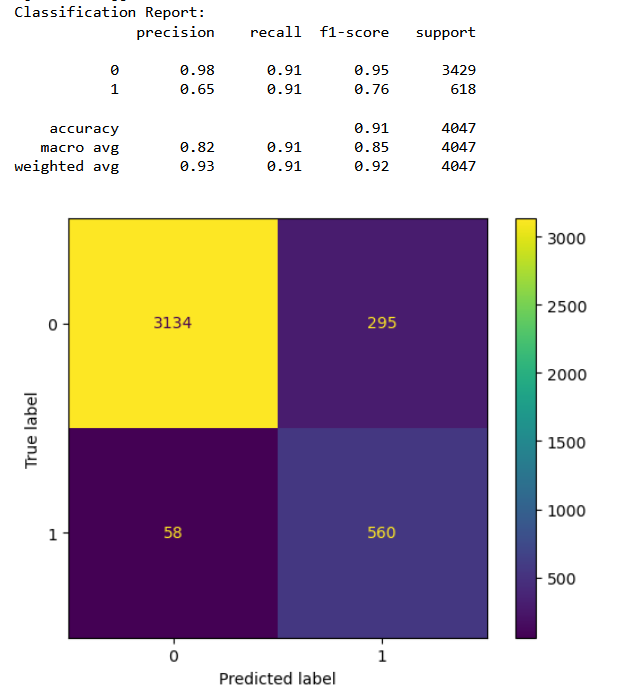 Classification Report:
precision recall f1-score support
0 0.98 0.91 0.95 3429
1 0.65 0.91 0.76 618
accuracy 0.91 4047
macro avg 0.82 0.91 0.85 4047
weighted avg 0.93 0.91 0.92 4047
3000
0 3134 295
2500
2000
True label
1500
1000
1 58 560
500
0 1
Predicted label